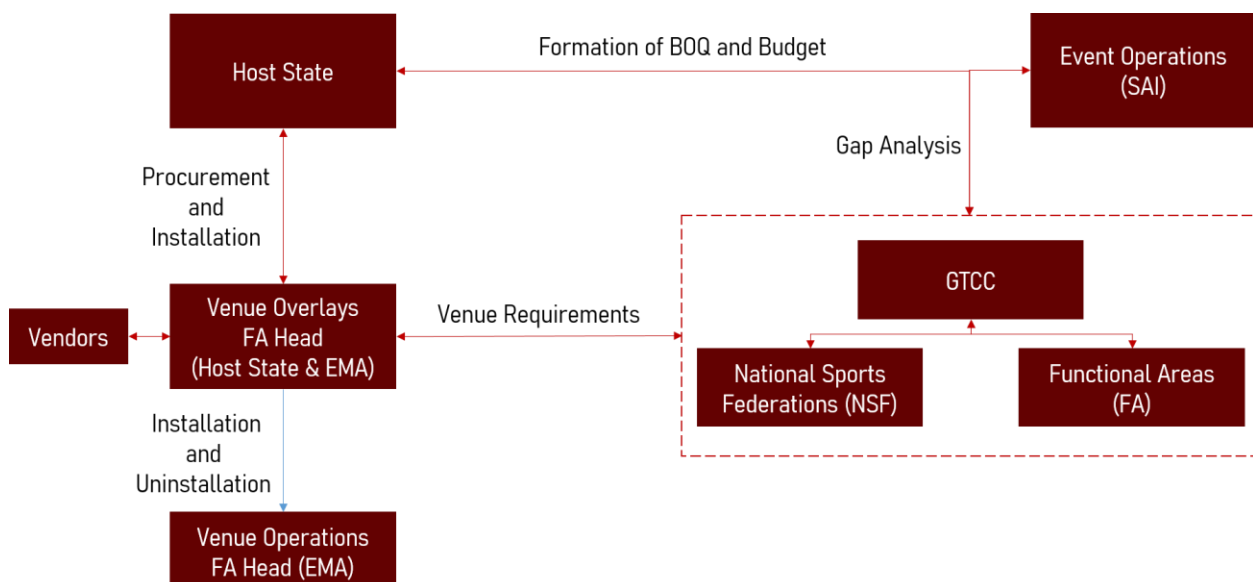 Formation of BOQ and Budget
Host State
Event Operations
(SAI)
Gap Analysis
Procurement
and
Installation
GTCC
Venue Overlays
FA Head
(Host State & EMA)
Venue Requirements
Vendors
National Sports
Federations (NSF)
Functional Areas
(FA)
Installation
and
Uninstallation
Venue Operations
FA Head (EMA)